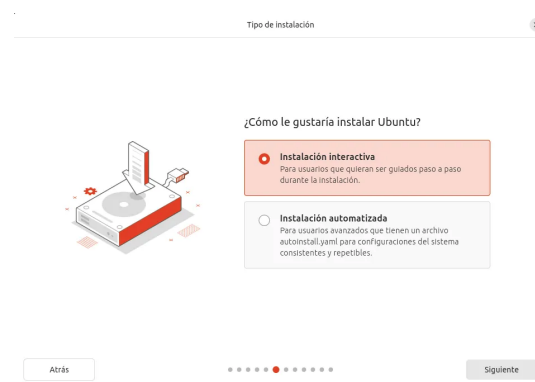 Tipo de instalación
¿Cómo le gustaría instalar Ubuntu?
Instalación interactiva
Para usuarios que quieran ser guiados paso a paso
durante la instalación.
Instalación automatizada
Para usuarios avanzados que tienen un archivo
autoinstall.yaml para configuraciones del sistema
consistentes y repetibles.
Atrás
Siguiente